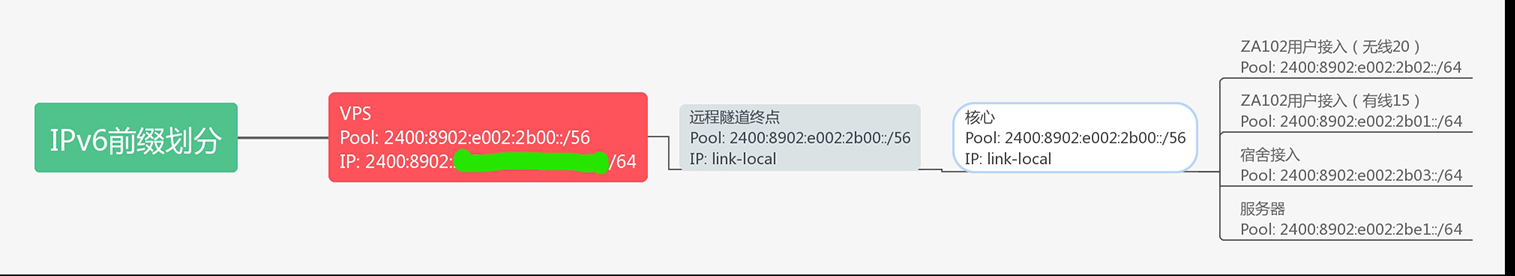 IPv6前缀划分
VPS
Pool: 2400:8902:e002:2b00::/56
IP: 2400:8902: /64
远程隧道终点
Pool: 2400:8902:e002:2b00::/56
IP: link-local
核心
Pool: 2400:8902:e002:2b00::/56
IP: link-local
ZA102用户接入（无线20）
Pool: 2400:8902:e002:2b02::/64
ZA102用户接入（有线15）
Pool: 2400:8902:e002:2b01::/64
宿舍接入
Pool: 2400:8902:e002:2b03::/64
服务器
Pool: 2400:8902:e002:2be1::/64